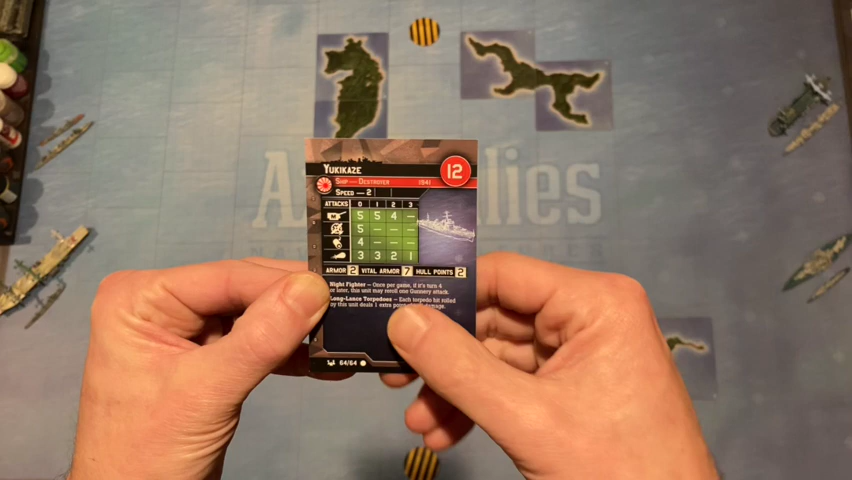 YUKIKAZE
12
SHIP — DESTROYER 1941
SPEED — 2
ATTACKS 0 1 2 3
5 5 4 —
5 — — —
4 — — —
3 3 2 1
ARMOR 2 VITAL ARMOR 7 HULL POINTS 2
Night Fighter — Once per game, if it's turn 4
or later, this unit may reroll one Gunnery attack.
Long-Lance Torpedoes — Each torpedo hit rolled
by this unit deals 1 extra point damage.
64/64